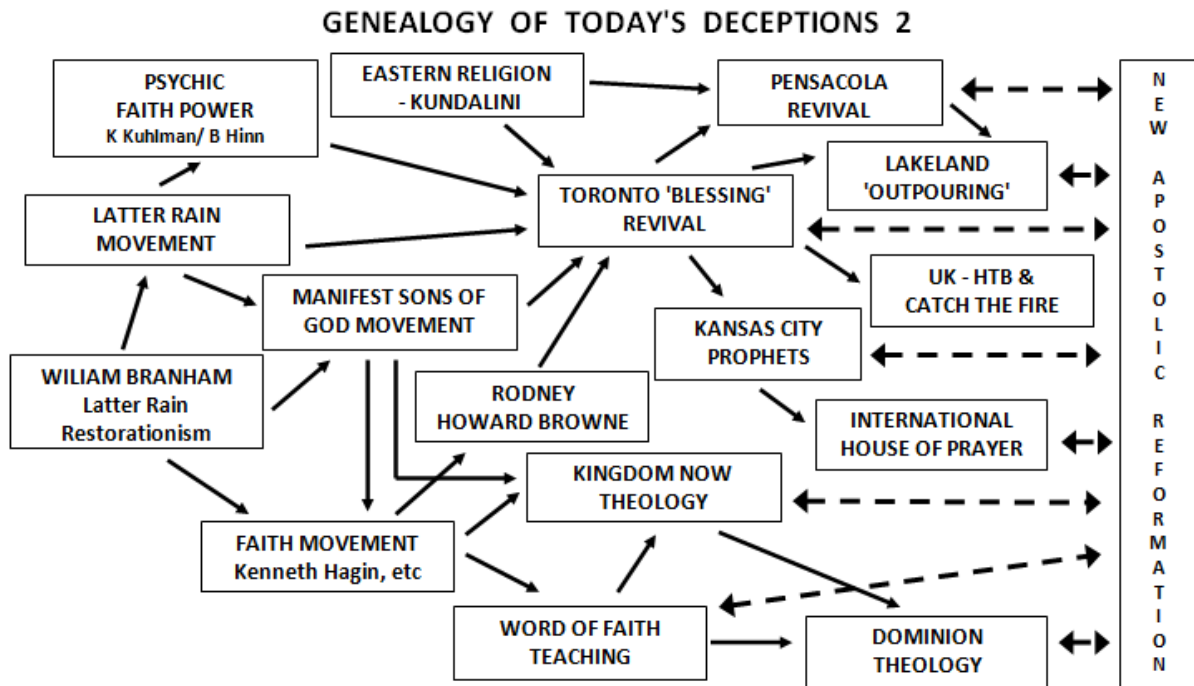 GENEALOGY OF TODAY'S DECEPTIONS 2
PSYCHIC
FAITH POWER
K Kuhlman/ B Hinn
EASTERN RELIGION
- KUNDALINI
PENSACOLA
REVIVAL
LAKELAND
'OUTPOURING'
TORONTO 'BLESSING'
REVIVAL
LATTER RAIN
MOVEMENT
UK - HTB &
CATCH THE FIRE
MANIFEST SONS OF
GOD MOVEMENT
KANSAS CITY
PROPHETS
WILIAM BRANHAM
Latter Rain
Restorationism
RODNEY
HOWARD BROWNE
INTERNATIONAL
HOUSE OF PRAYER
KINGDOM NOW
THEOLOGY
FAITH MOVEMENT
Kenneth Hagin, etc
WORD OF FAITH
TEACHING
DOMINION
THEOLOGY
NEW APOSTOLIC REFORMATION